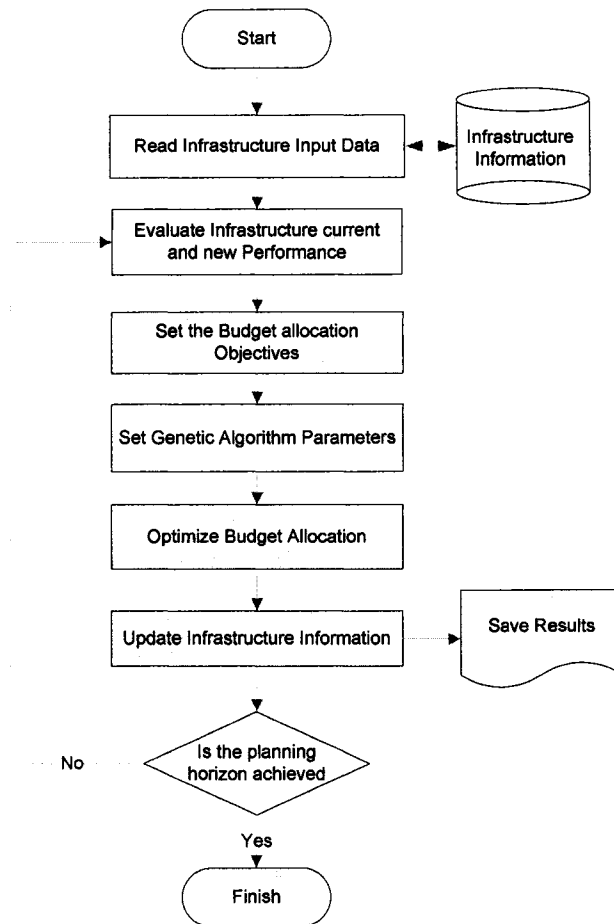 Start
Read Infrastructure Input Data
Infrastructure
Information
Evaluate Infrastructure current
and new Performance
Set the Budget allocation
Objectives
Set Genetic Algorithm Parameters
Optimize Budget Allocation
Update Infrastructure Information
Save Results
Is the planning
horizon achieved
No
Yes
Finish